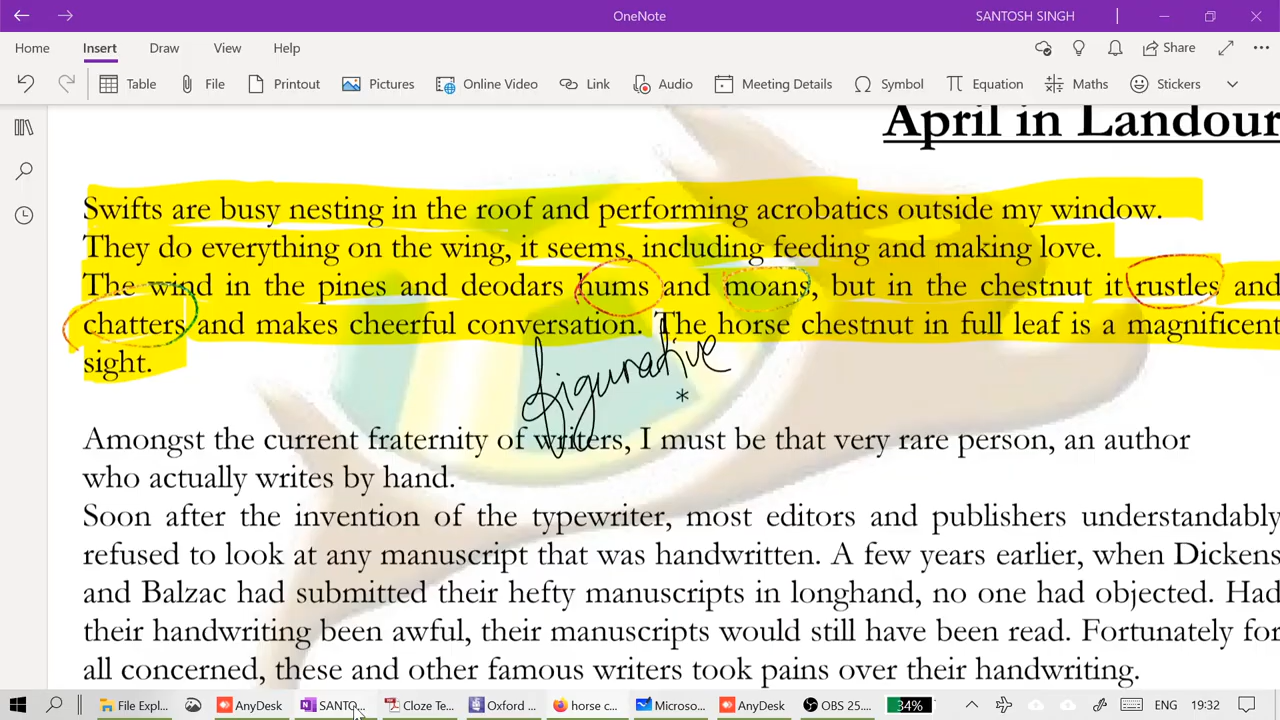 OneNote
SANTOSH SINGH
Home Insert Draw View Help
Share
Table File Printout Pictures Online Video Link Audio Meeting Details Symbol Equation Maths Stickers
April in Landour
Swifts are busy nesting in the roof and performing acrobatics outside my window.
They do everything on the wing, it seems, including feeding and making love.
The wind in the pines and deodars hums and moans, but in the chestnut it rustles and
chatters and makes cheerful conversation. The horse chestnut in full leaf is a magnificent
sight.
figurative
*
Amongst the current fraternity of writers, I must be that very rare person, an author
who actually writes by hand.
Soon after the invention of the typewriter, most editors and publishers understandably
refused to look at any manuscript that was handwritten. A few years earlier, when Dickens
and Balzac had submitted their hefty manuscripts in longhand, no one had objected. Had
their handwriting been awful, their manuscripts would still have been read. Fortunately for
all concerned, these and other famous writers took pains over their handwriting.
File Expl... AnyDesk SANTO... Cloze Te... Oxford ... horse c... Microso... AnyDesk OBS 25.... 34% ENG 19:32